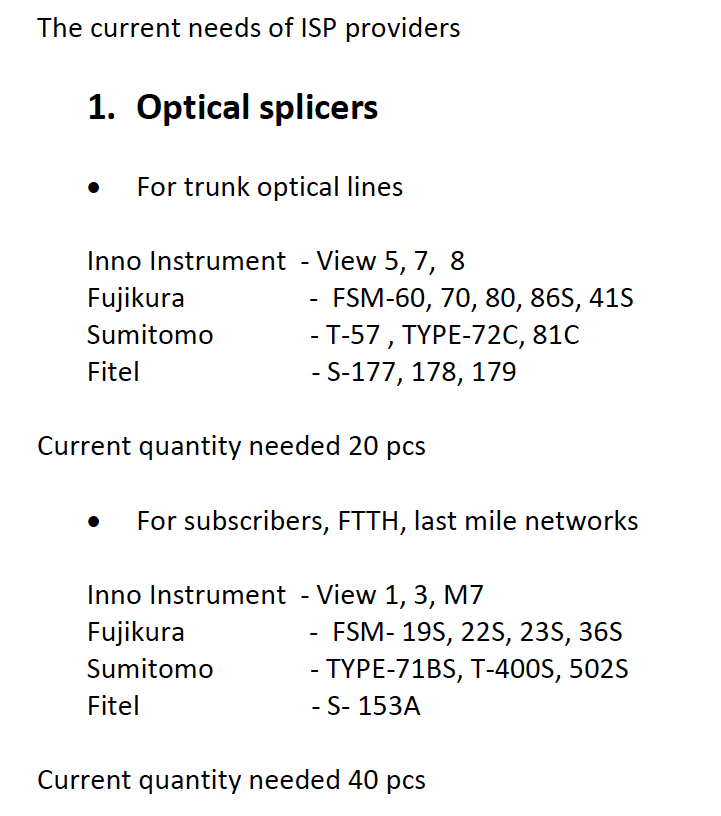 The current needs of ISP providers
1. Optical splicers
• For trunk optical lines
Inno Instrument - View 5, 7, 8
Fujikura - FSM-60, 70, 80, 86S, 41S
Sumitomo - T-57 , TYPE-72C, 81C
Fitel - S-177, 178, 179
Current quantity needed 20 pcs
• For subscribers, FTTH, last mile networks
Inno Instrument - View 1, 3, M7
Fujikura - FSM- 19S, 22S, 23S, 36S
Sumitomo - TYPE-71BS, T-400S, 502S
Fitel - S- 153A
Current quantity needed 40 pcs